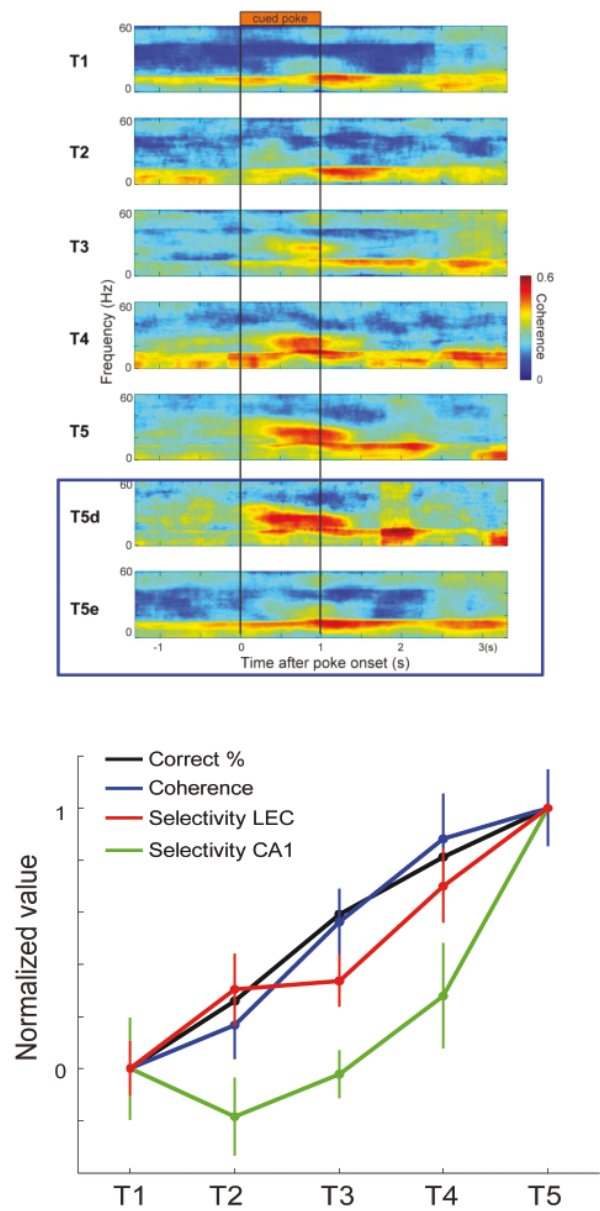 cued poke
60
T1
0
60
T2
0
60
T3
0
Frequency (Hz)
60
T4
0
0.6
Coherence
0
60
T5
0
60
T5d
0
60
T5e
0
-1 0 1 2 3(s)
Time after poke onset (s)
Correct %
Coherence
Selectivity LEC
Selectivity CA1
Normalized value
1
0
T1 T2 T3 T4 T5